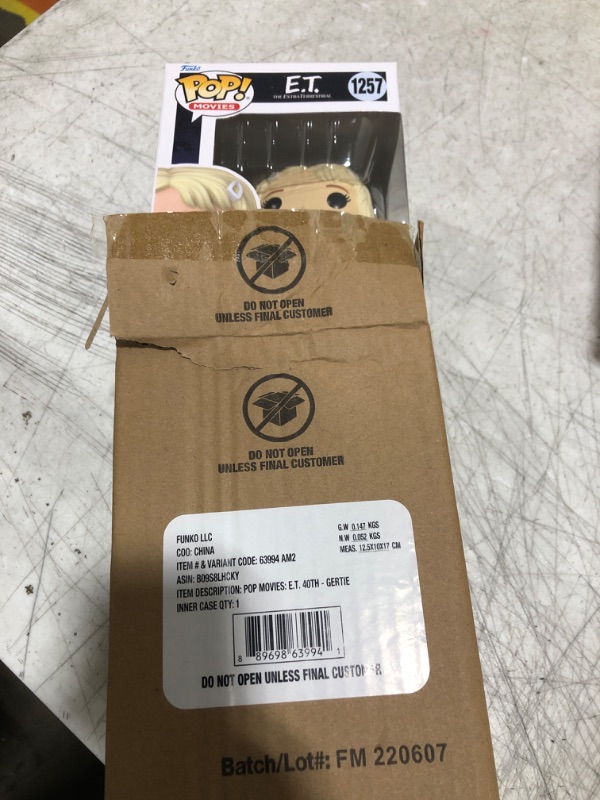 Funko
POP!
MOVIES
E.T.
THE EXTRA-TERRESTRIAL
1257
DO NOT OPEN
UNLESS FINAL CUSTOMER
DO NOT OPEN
UNLESS FINAL CUSTOMER
FUNKO LLC
COO: CHINA
ITEM # & VARIANT CODE: 63994 AM2
ASIN: B09S8LHCKY
ITEM DESCRIPTION: POP MOVIES: E.T. 40TH - GERTIE
INNER CASE QTY: 1
G.W 0.147 KGS
N.W 0.052 KGS
MEAS. 12.5X10X17 CM
8 89698 63994 1
DO NOT OPEN UNLESS FINAL
Batch/Lot#: FM 220607